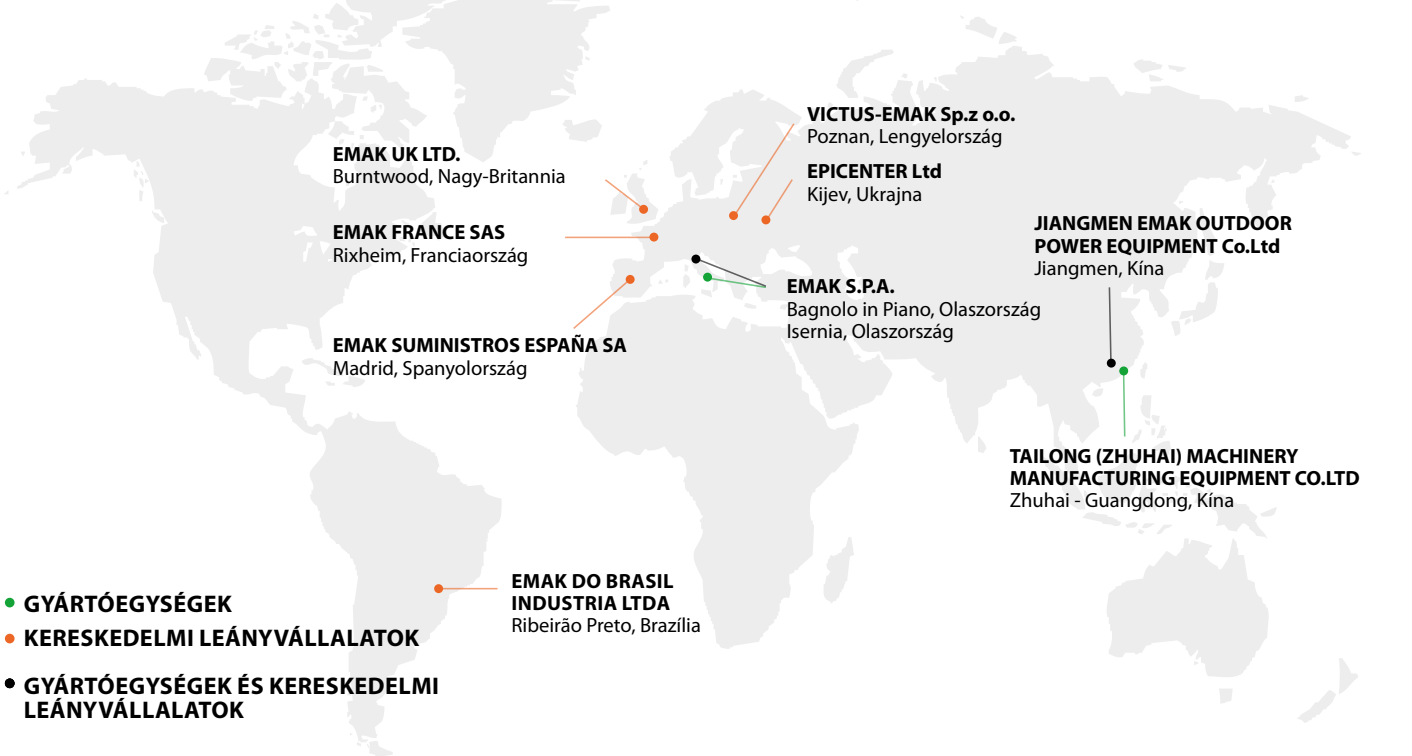 VICTUS-EMAK Sp.z o.o.
Poznan, Lengyelország
EMAK UK LTD.
Burntwood, Nagy-Britannia
EPICENTER Ltd
Kijev, Ukrajna
EMAK FRANCE SAS
Rixheim, Franciaország
JIANGMEN EMAK OUTDOOR
POWER EQUIPMENT Co.Ltd
Jiangmen, Kína
EMAK S.P.A.
Bagnolo in Piano, Olaszország
Isernia, Olaszország
EMAK SUMINISTROS ESPAÑA SA
Madrid, Spanyolország
TAILONG (ZHUHAI) MACHINERY
MANUFACTURING EQUIPMENT CO.LTD
Zhuhai - Guangdong, Kína
EMAK DO BRASIL
INDUSTRIA LTDA
Ribeirão Preto, Brazília
GYÁRTÓEGYSÉGEK
KERESKEDELMI LEÁNYVÁLLALATOK
GYÁRTÓEGYSÉGEK ÉS KERESKEDELMI
LEÁNYVÁLLALATOK